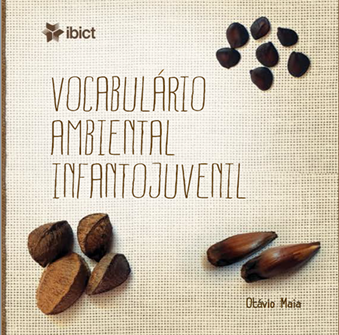 ibict
VOCABULÁRIO
AMBIENTAL
INFANTOJUVENIL
Otávio Maia